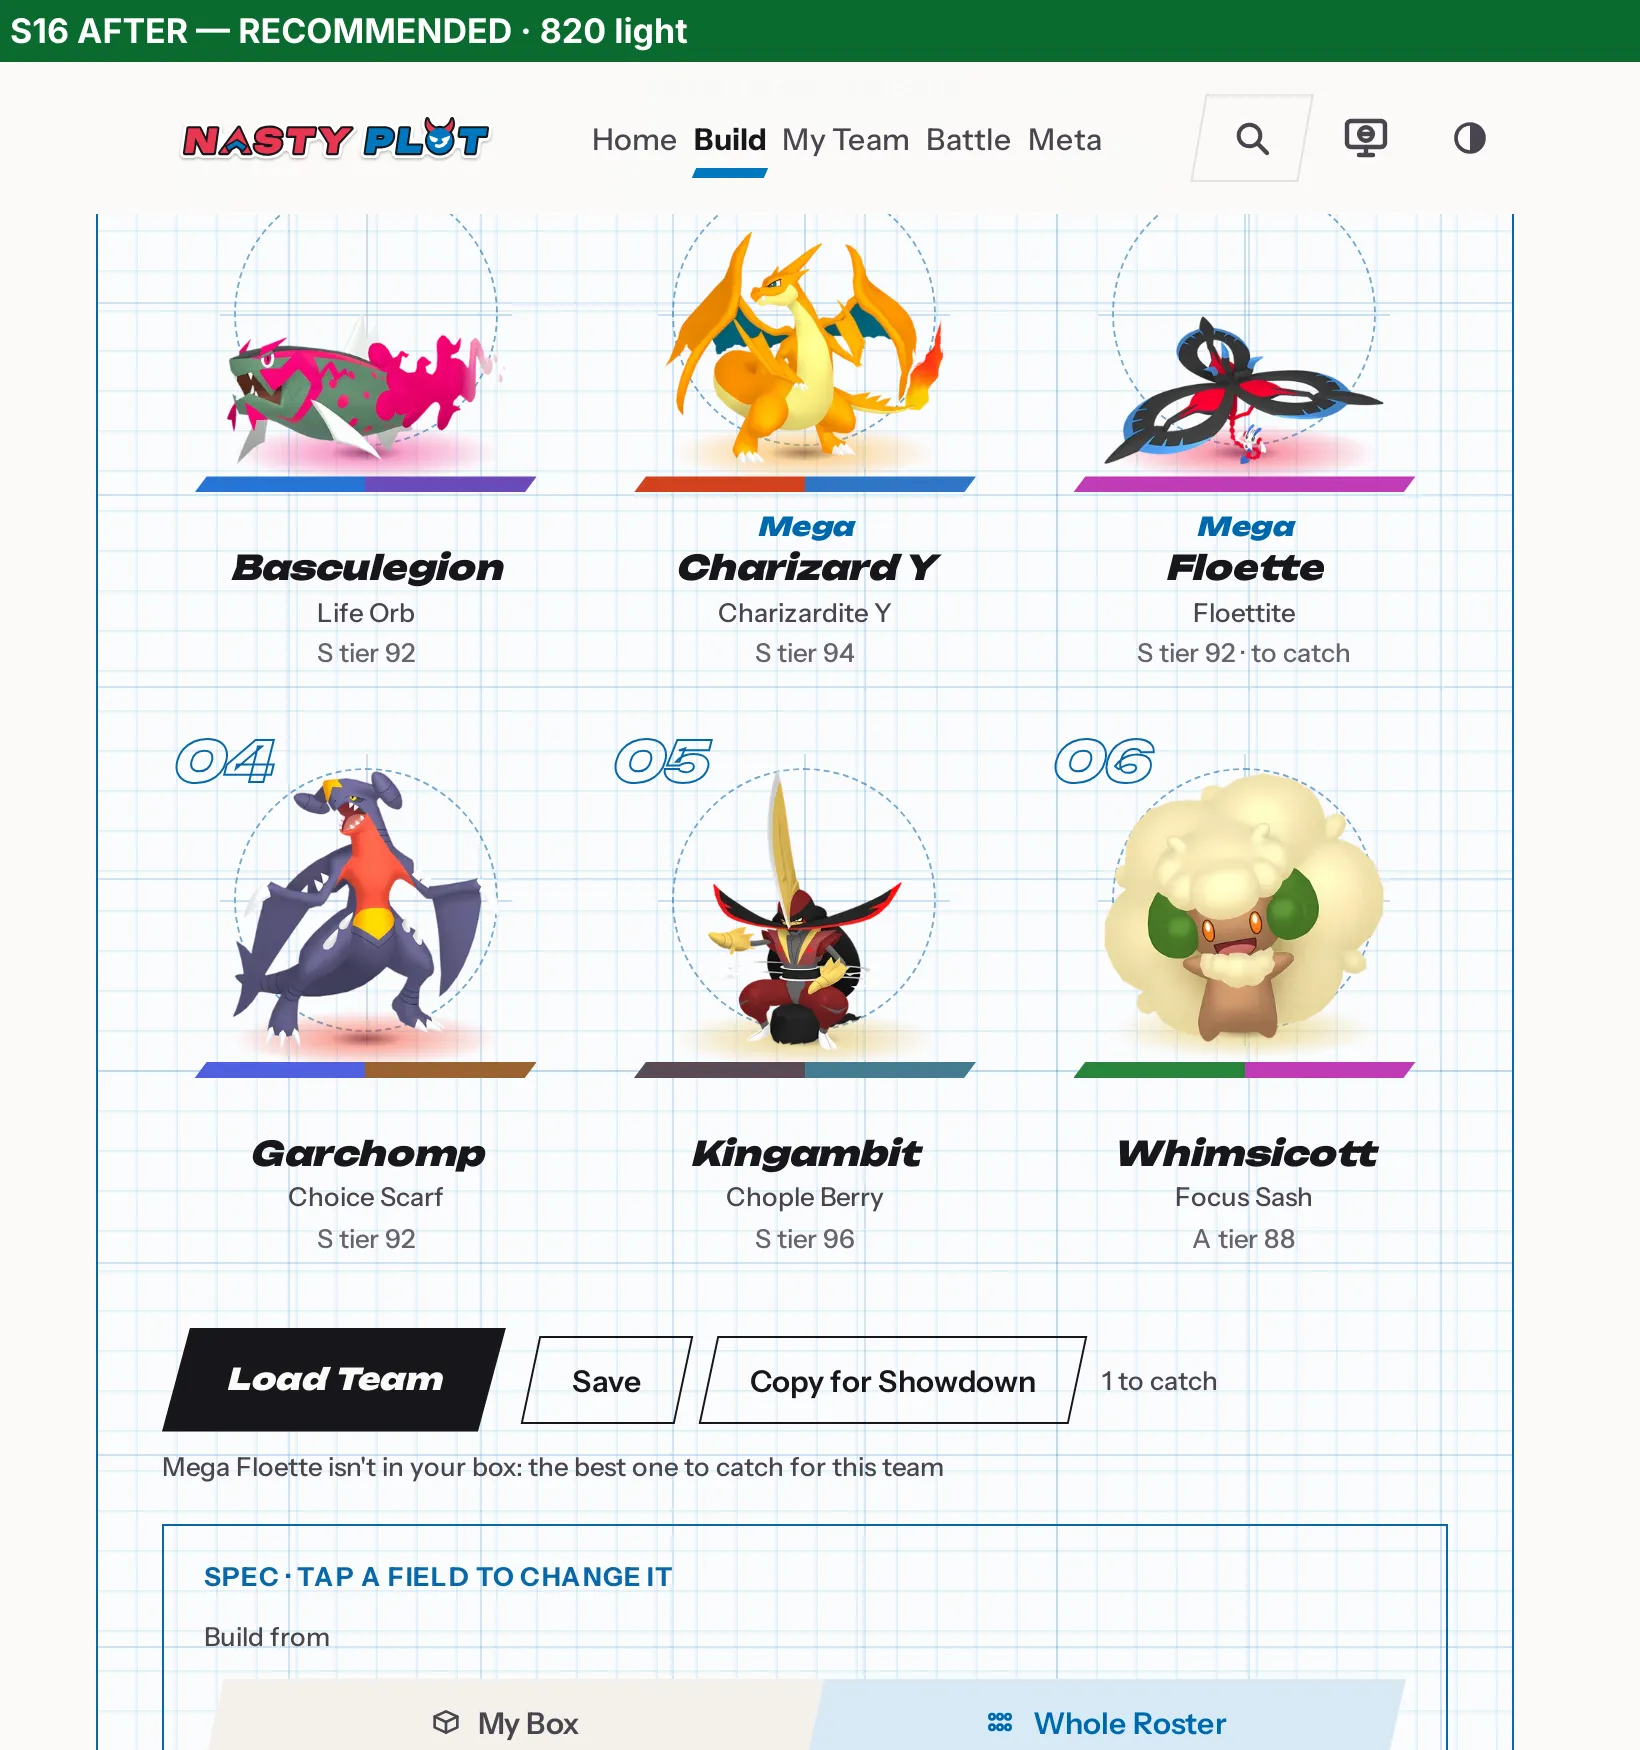 S16 AFTER — RECOMMENDED · 820 light
NASTY PLOT
Home Build My Team Battle Meta
Mega Mega
Basculegion Charizard Y Floette
Life Orb Charizardite Y Floettite
S tier 92 S tier 94 S tier 92 · to catch
04 05 06
Garchomp Kingambit Whimsicott
Choice Scarf Chople Berry Focus Sash
S tier 92 S tier 96 A tier 88
Load Team Save Copy for Showdown 1 to catch
Mega Floette isn't in your box: the best one to catch for this team
SPEC · TAP A FIELD TO CHANGE IT
Build from
My Box Whole Roster